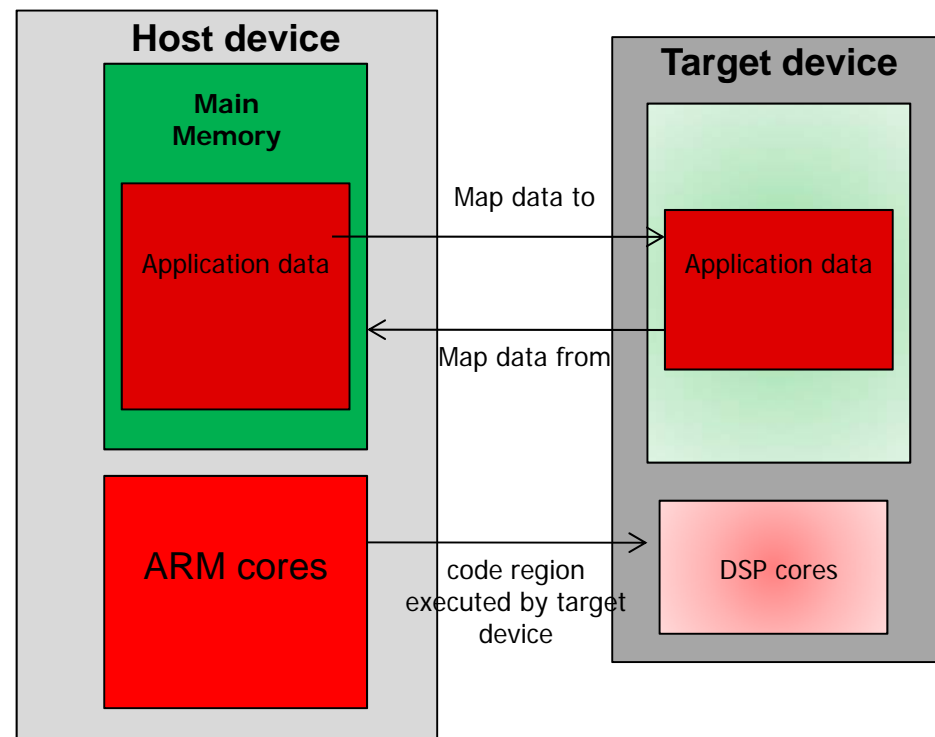 Host device
Main
Memory
Application data
ARM cores
Map data to
Map data from
code region
executed by target
device
Target device
Application data
DSP cores